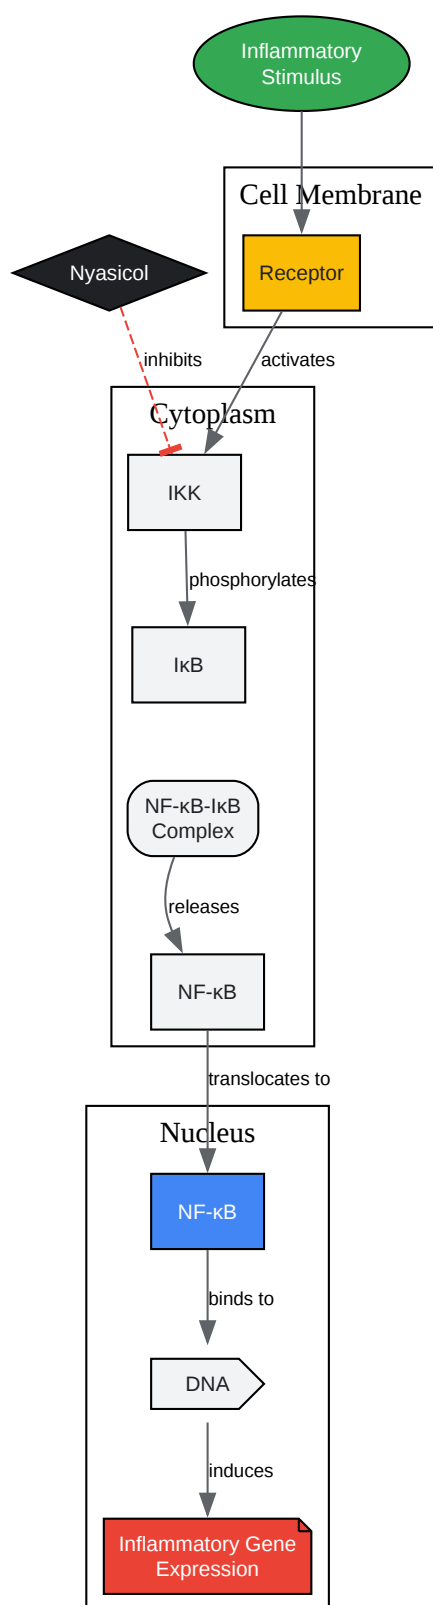 Inflammatory
Stimulus
Cell Membrane
Nyasicol
Receptor
inhibits
activates
Cytoplasm
IKK
phosphorylates
IκB
NF-κB-IκB
Complex
releases
NF-κB
translocates to
Nucleus
NF-κB
binds to
DNA
induces
Inflammatory Gene
Expression